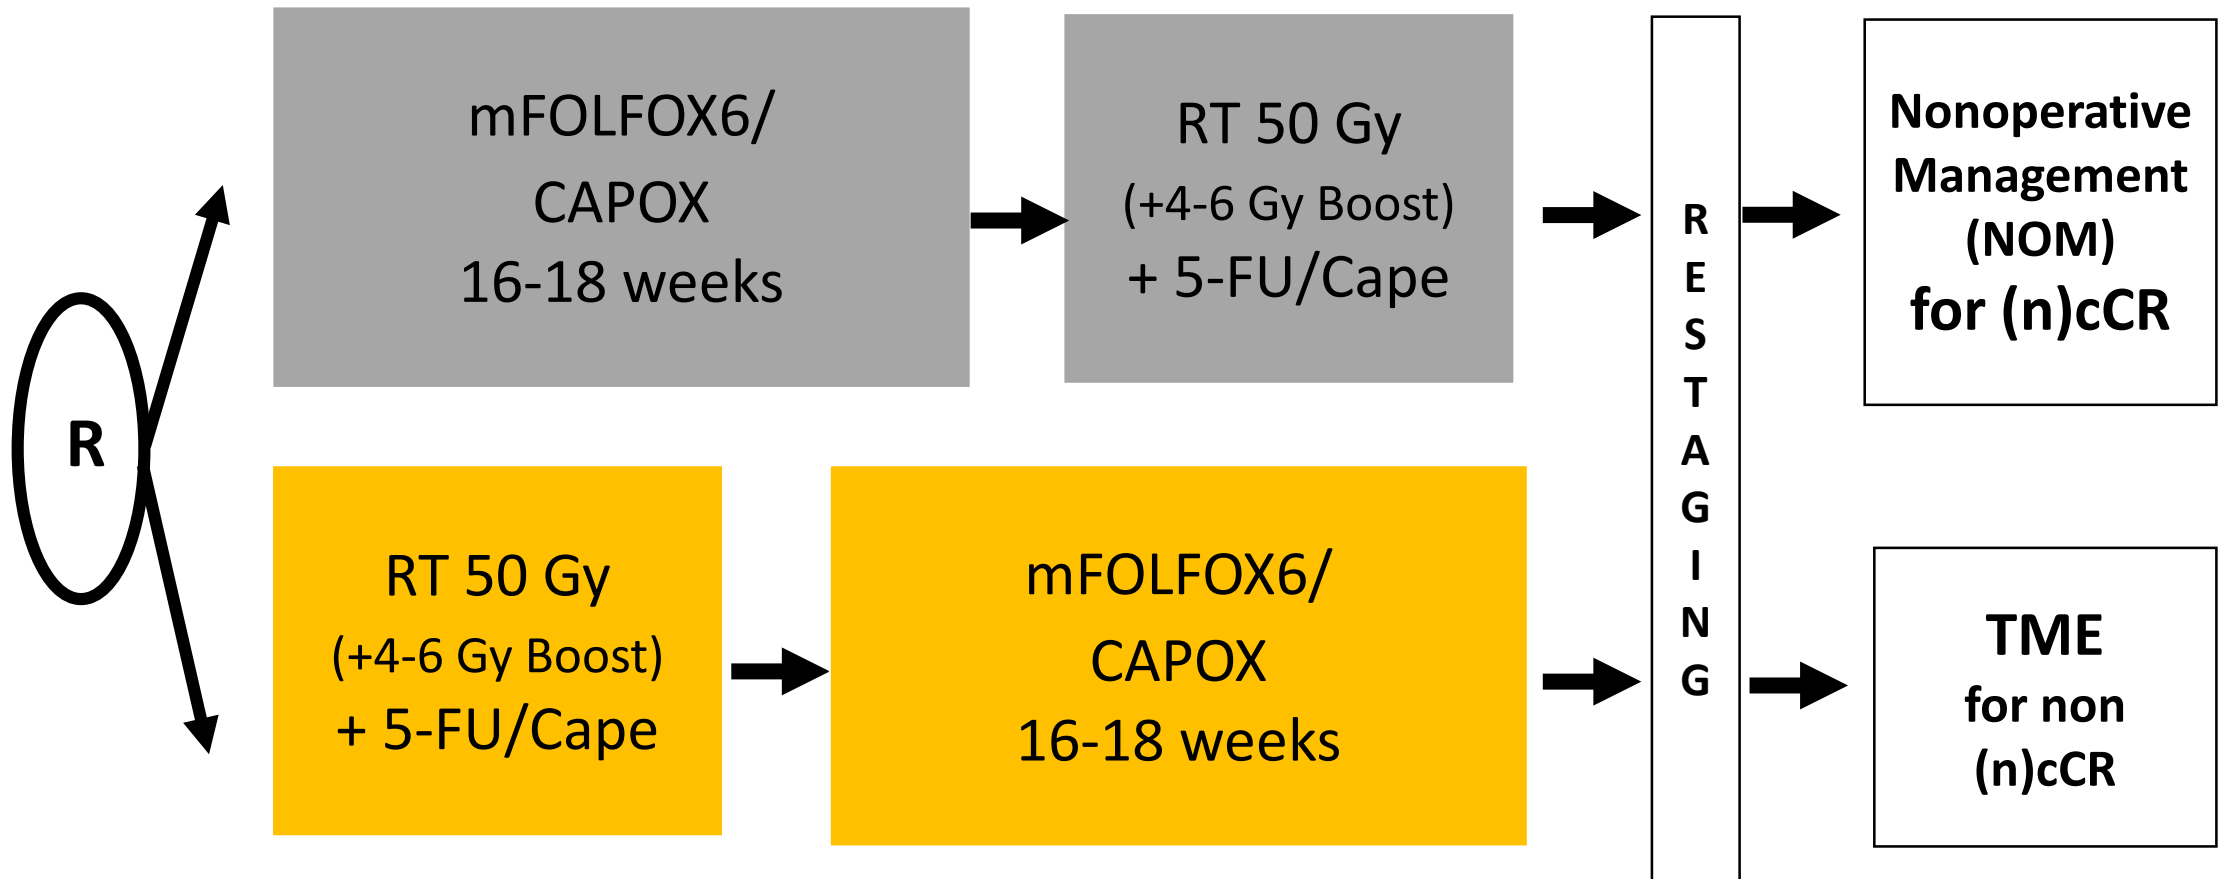 R
mFOLFOX6/
CAPOX
16-18 weeks
RT 50 Gy
(+4-6 Gy Boost)
+ 5-FU/Cape
RT 50 Gy
(+4-6 Gy Boost)
+ 5-FU/Cape
mFOLFOX6/
CAPOX
16-18 weeks
R
E
S
T
A
G
I
N
G
Nonoperative
Management
(NOM)
for (n)cCR
TME
for non
(n)cCR